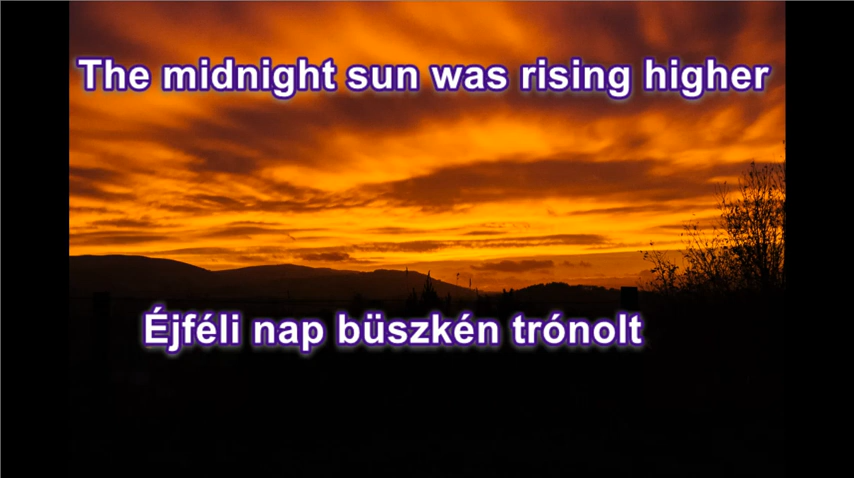 The midnight sun was rising higher
Éjféli nap büszkén trónolt